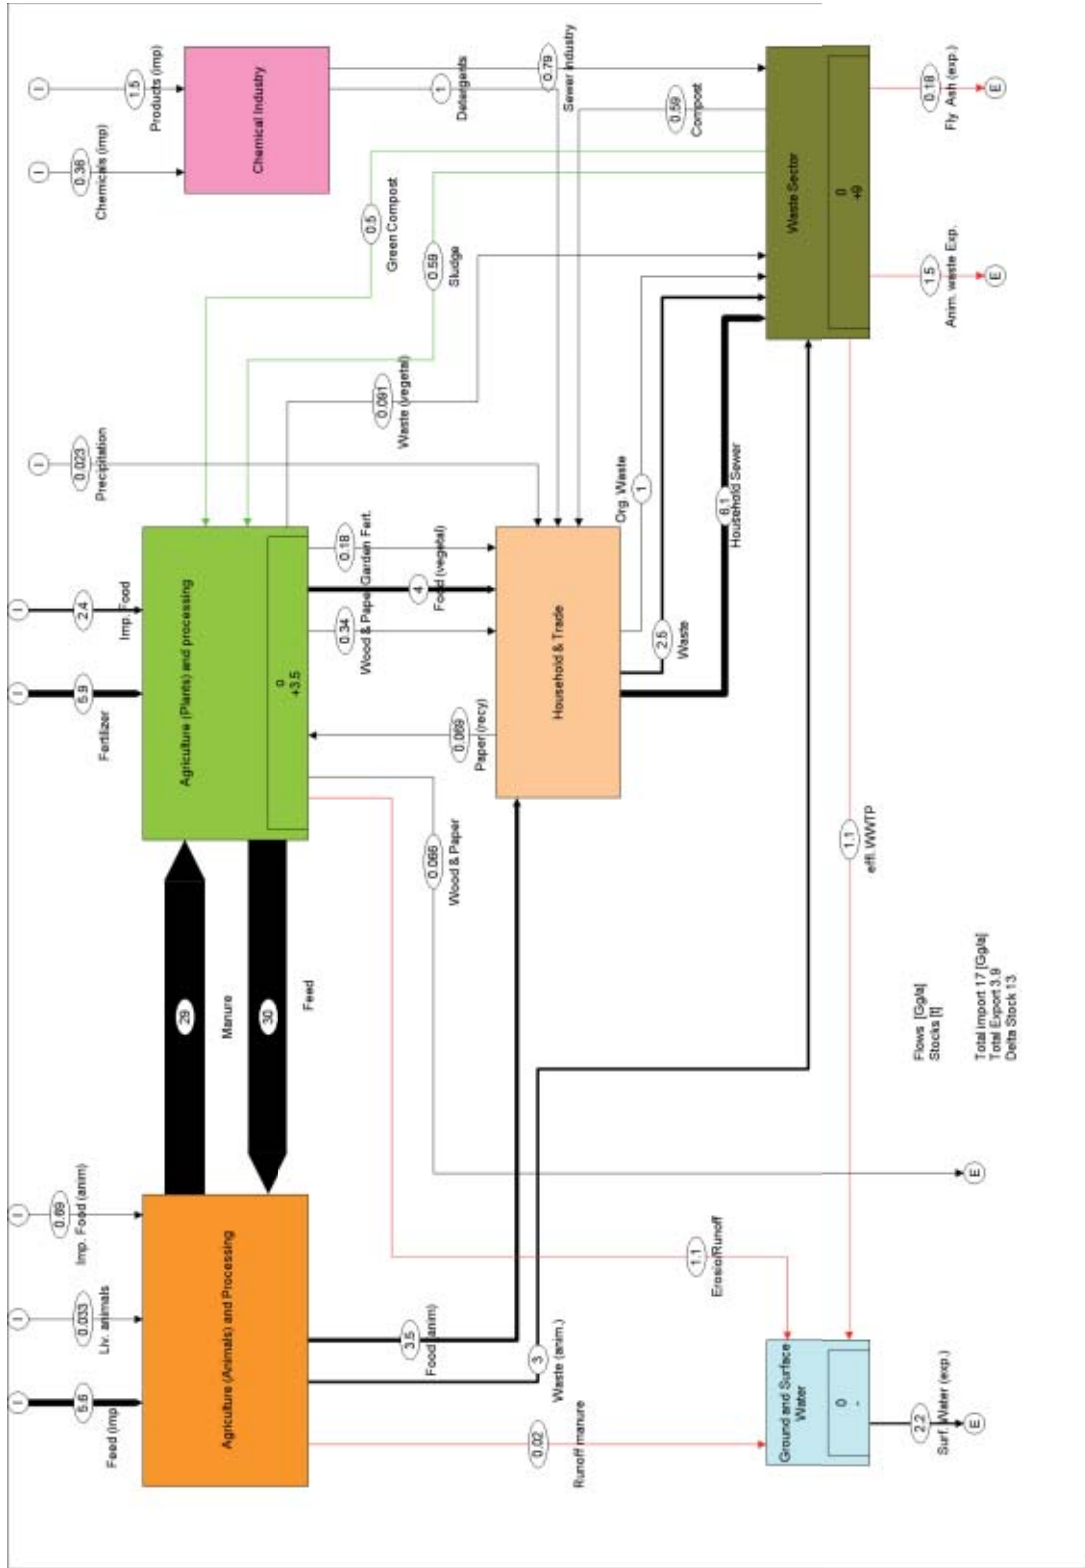 I
I
I
I
I
I
I
I
5.6
Feed (imp
0.033
Liv. animals
0.69
Imp. Food (anim)
5.9
Fertilizer
2.4
Imp. Food
0.023
Precipitation
0.36
Chemicals (imp)
1.5
Products (imp)
Agriculture (Animals) and Processing
29
Manure
30
Feed
Agriculture (Plants) and processing
0
+3.5
Chemical Industry
0.5
Green Compost
0.59
Sludge
1
Detergents
0.79
Sewer Industry
0.091
Waste (vegetal)
0.34
Wood & Paper
4
Food (vegetal)
0.18
Garden Fert.
0.069
Paper (recy)
0.066
Wood & Paper
3.5
Food (anim)
3
Waste (anim.)
0.02
Runoff manure
Household & Trade
Org. Waste
1
2.5
Waste
6.1
Household Sewer
0.59
Compost
1.1
Erosio/Runoff
Ground and Surface
Water
0
-
Waste Sector
0
+9
1.1
effl. WWTP
2.2
Surf. Water (exp.)
E
E
1.5
Anim. waste Exp.
E
0.18
Fly Ash (exp.)
E
Flows [Gg/a]
Stocks [t]
Total import 17 [Gg/a]
Total Export 3.9
Delta Stock 13